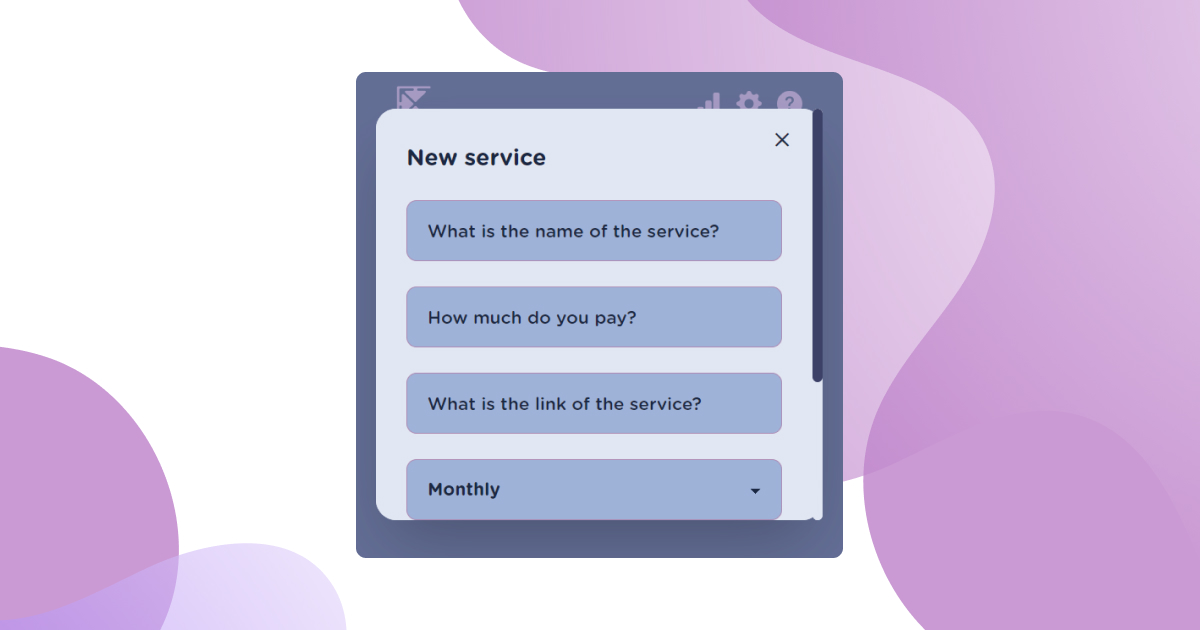 New service
What is the name of the service?
How much do you pay?
What is the link of the service?
Monthly